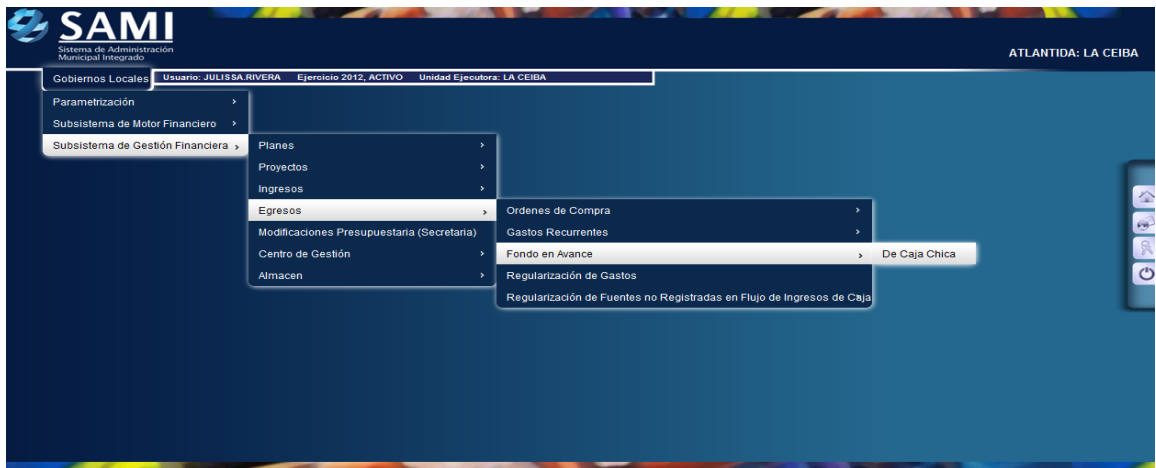 SAMI
Sistema de Administración
Municipal Integrado
ATLANTIDA: LA CEIBA
Gobiernos Locales
Usuario: JULISSA.RIVERA Ejercicio 2012, ACTIVO Unidad Ejecutora: LA CEIBA
Parametrización
Subsistema de Motor Financiero
Subsistema de Gestión Financiera
Planes
Proyectos
Ingresos
Egresos
Modificaciones Presupuestaria (Secretaria)
Centro de Gestión
Almacen
Ordenes de Compra
Gastos Recurrentes
Fondo en Avance
Regularización de Gastos
Regularización de Fuentes no Registradas en Flujo de Ingresos de Caja
De Caja Chica